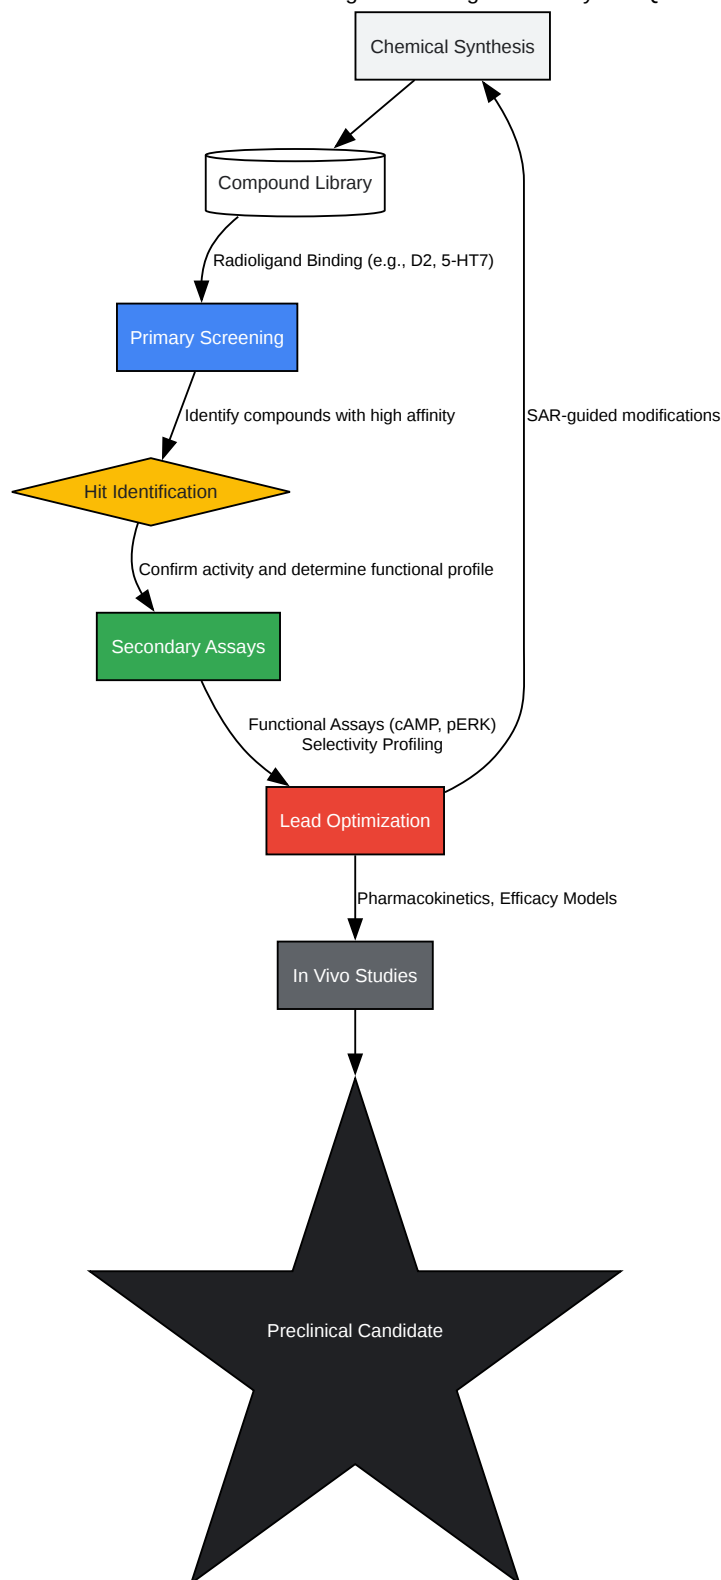 Chemical Synthesis
Compound Library
Radioligand Binding (e.g., D2, 5-HT7)
Primary Screening
Identify compounds with high affinity
SAR-guided modifications
Hit Identification
Confirm activity and determine functional profile
Secondary Assays
Functional Assays (cAMP, pERK)
Selectivity Profiling
Lead Optimization
Pharmacokinetics, Efficacy Models
In Vivo Studies
Preclinical Candidate